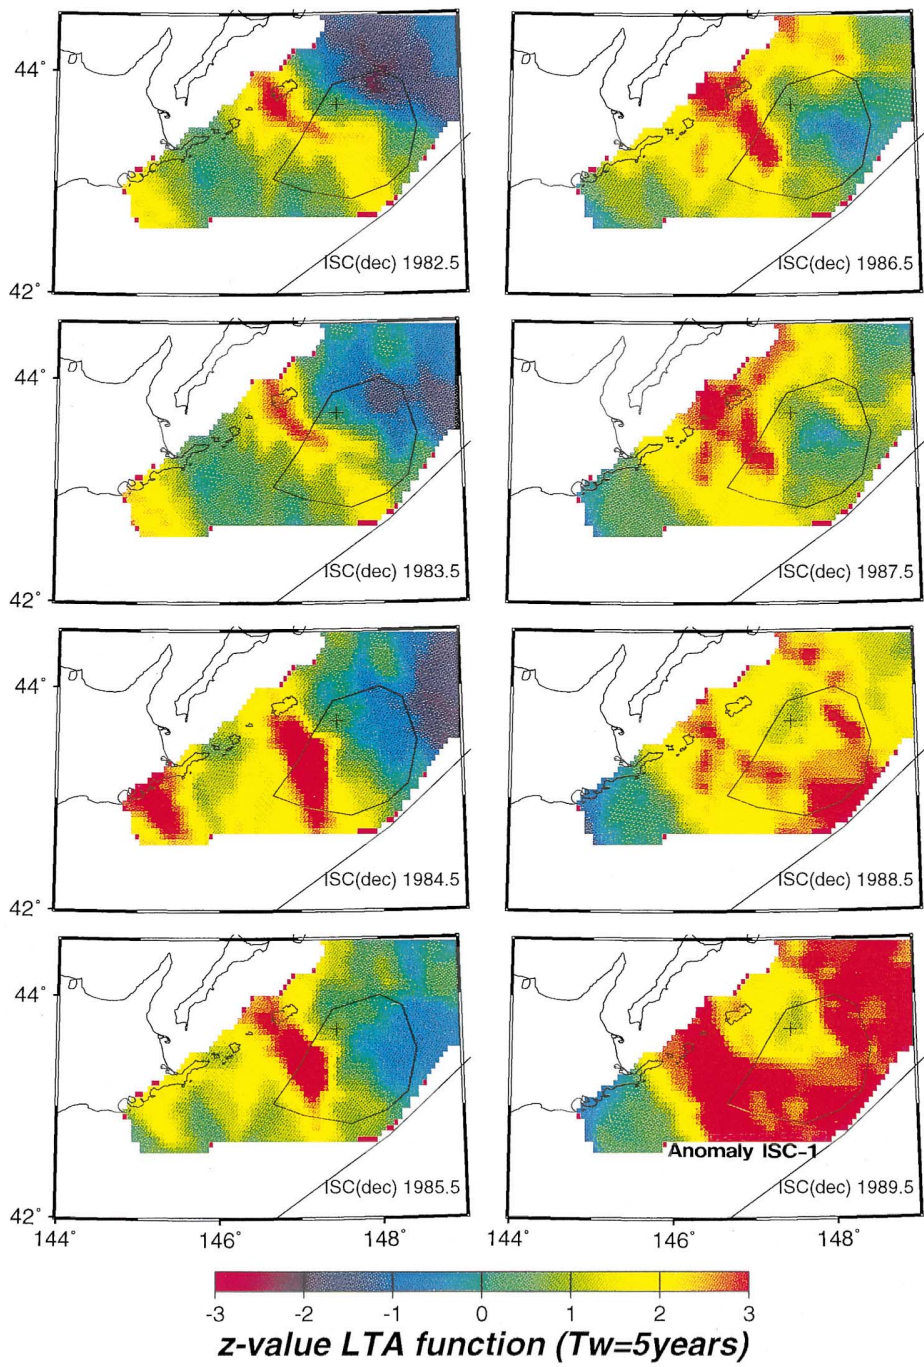 44°
ISC(dec) 1982.5
ISC(dec) 1986.5
42°
44°
ISC(dec) 1983.5
ISC(dec) 1987.5
42°
44°
ISC(dec) 1984.5
ISC(dec) 1988.5
42°
44°
Anomaly ISC-1
ISC(dec) 1985.5
ISC(dec) 1989.5
42°
144° 146° 148° 144° 146° 148°
-3 -2 -1 0 1 2 3
z-value LTA function (Tw=5years)